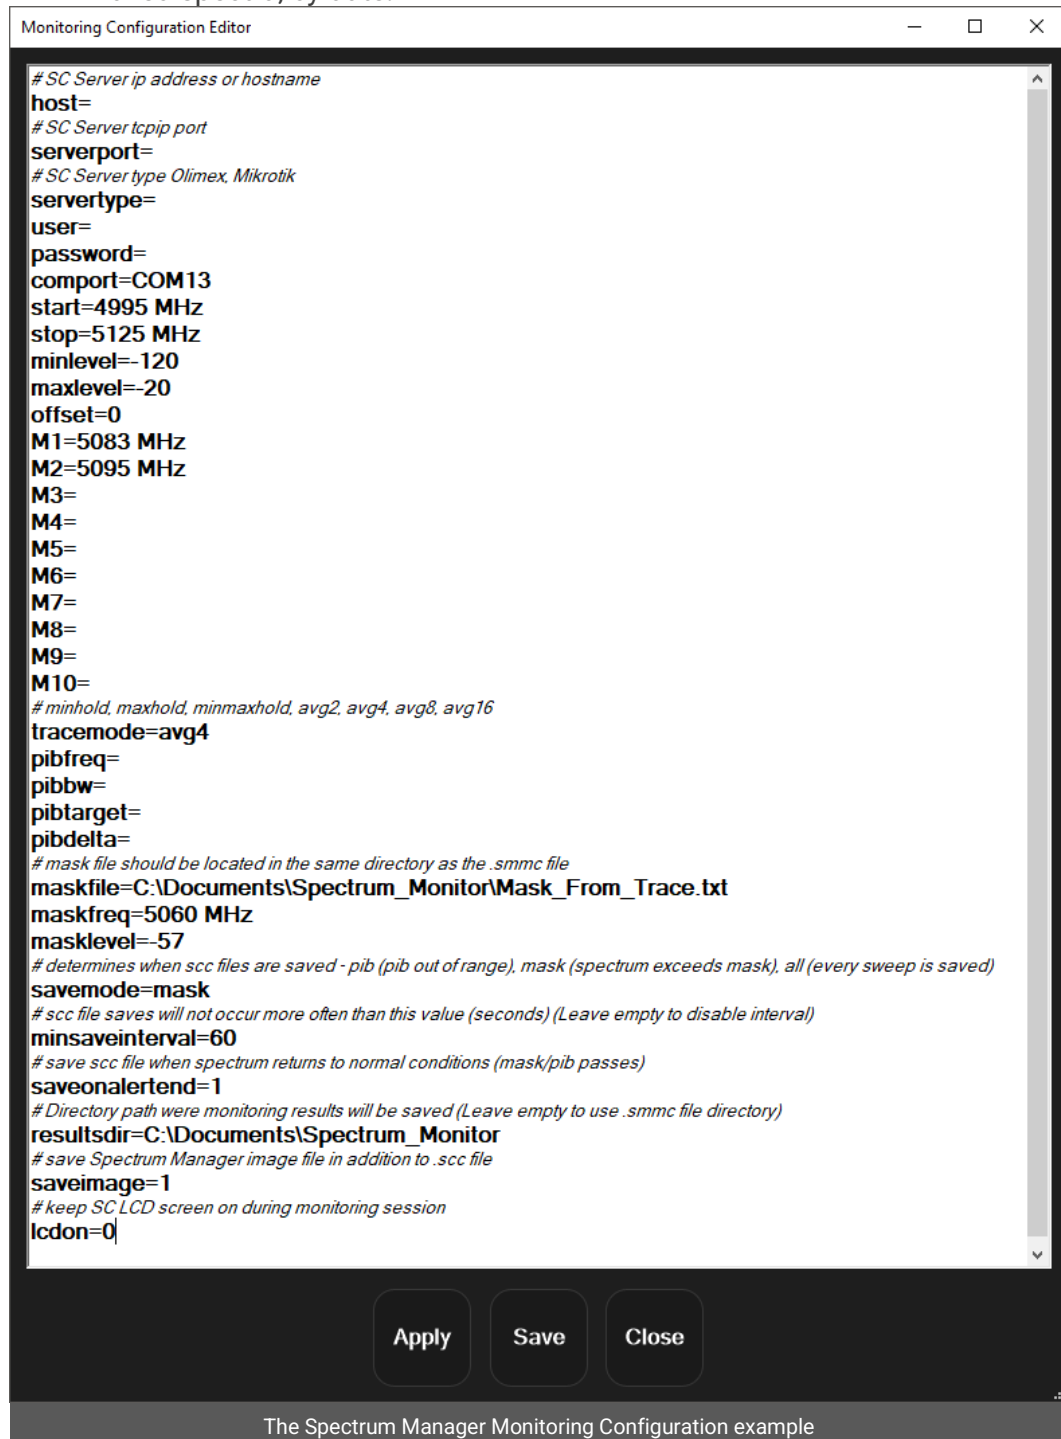 Monitoring Configuration Editor
# SC Server ip address or hostname
host=
# SC Server tcpip port
serverport=
# SC Server type Olimex, Mikrotik
servertype=
user=
password=
comport=COM13
start=4995 MHz
stop=5125 MHz
minlevel=-120
maxlevel=-20
offset=0
M1=5083 MHz
M2=5095 MHz
M3=
M4=
M5=
M6=
M7=
M8=
M9=
M10=
# minhold, maxhold, minmaxhold, avg2, avg4, avg8, avg16
tracemode=avg4
pibfreq=
pibbw=
pibtarget=
pibdelta=
# mask file should be located in the same directory as the .smmc file
maskfile=C:\Documents\Spectrum_Monitor\Mask_From_Trace.txt
maskfreq=5060 MHz
masklevel=-57
# determines when scc files are saved - pib (pib out of range), mask (spectrum exceeds mask), all (every sweep is saved)
savemode=mask
# scc file saves will not occur more often than this value (seconds) (Leave empty to disable interval)
minsaveinterval=60
# save scc file when spectrum returns to normal conditions (mask/pib passes)
saveonalertend=1
# Directory path were monitoring results will be saved (Leave empty to use .smmc file directory)
resultsdir=C:\Documents\Spectrum_Monitor
# save Spectrum Manager image file in addition to .scc file
saveimage=1
# keep SC LCD screen on during monitoring session
lcdon=0
Apply Save Close
The Spectrum Manager Monitoring Configuration example